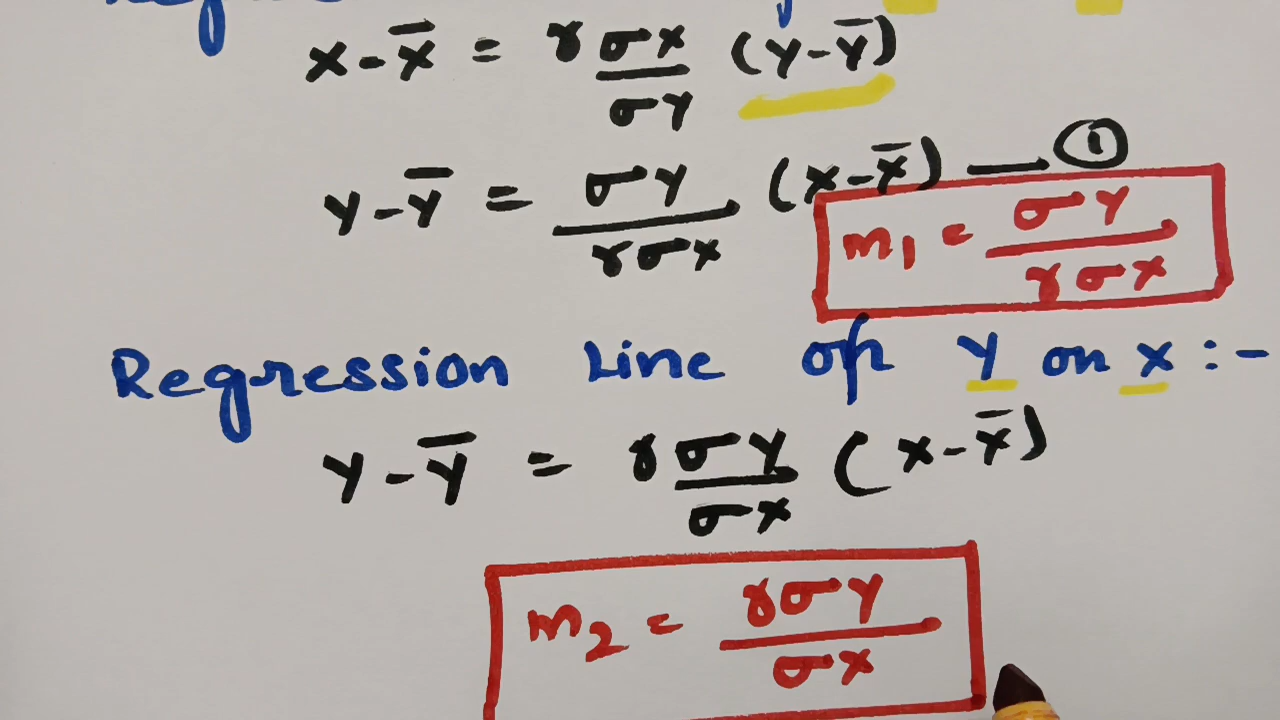 x - x̄ = r σx/σy (y - ȳ)
y - ȳ = σy/rσx (x - x̄) — ①
m₁ = σy/rσx
Regression Line of y on x :-
y - ȳ = r σy/σx (x - x̄)
m₂ = rσy/σx